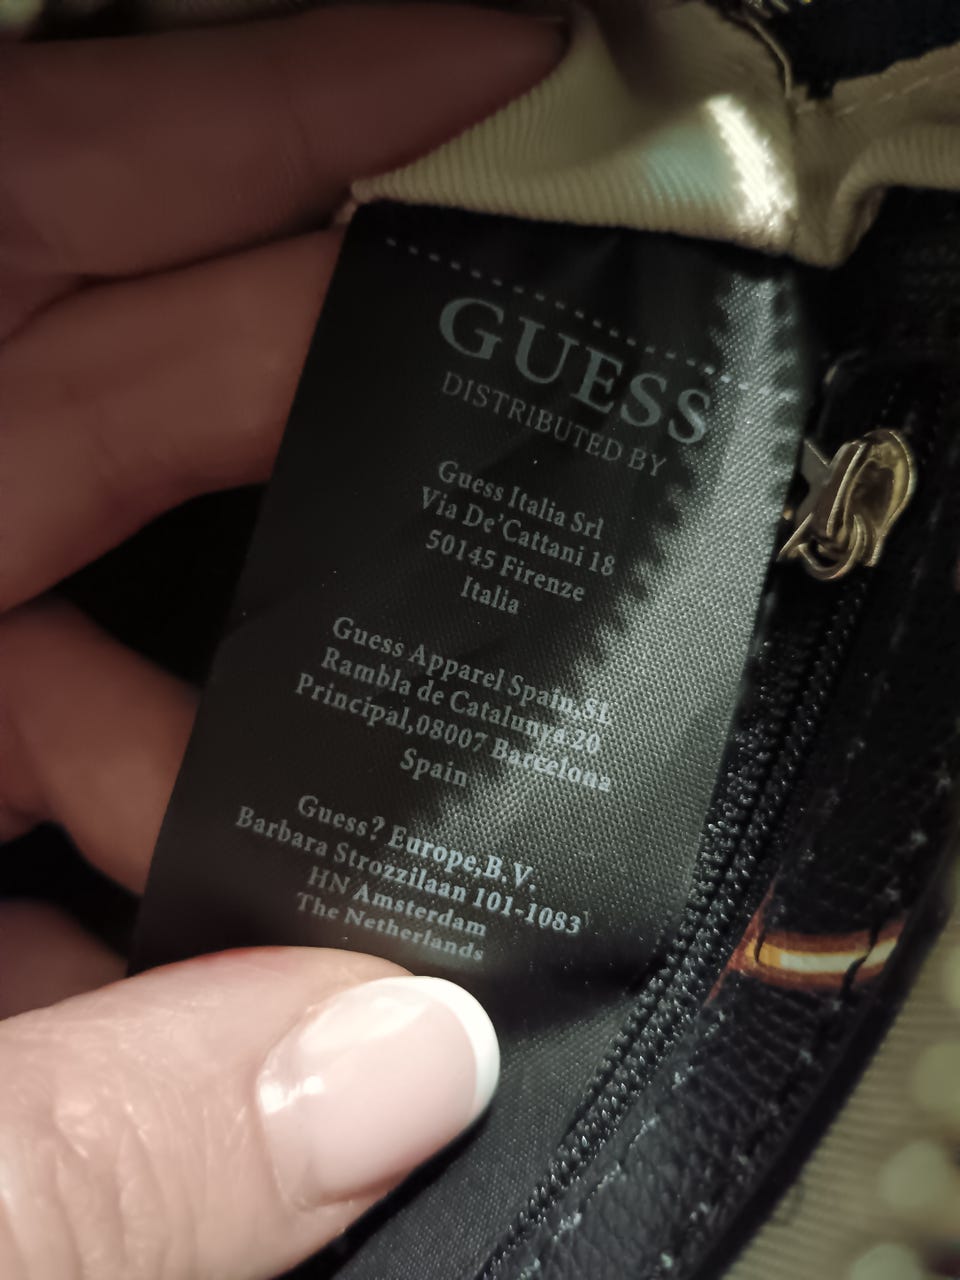 GUESS
DISTRIBUTED BY
Guess Italia Srl
Via De'Cattani 18
50145 Firenze
Italia
Guess Apparel Spain,SL
Rambla de Catalunya 20
Principal,08007 Barcelona
Spain
Guess? Europe,B.V.
Barbara Strozzilaan 101-1083
HN Amsterdam
The Netherlands